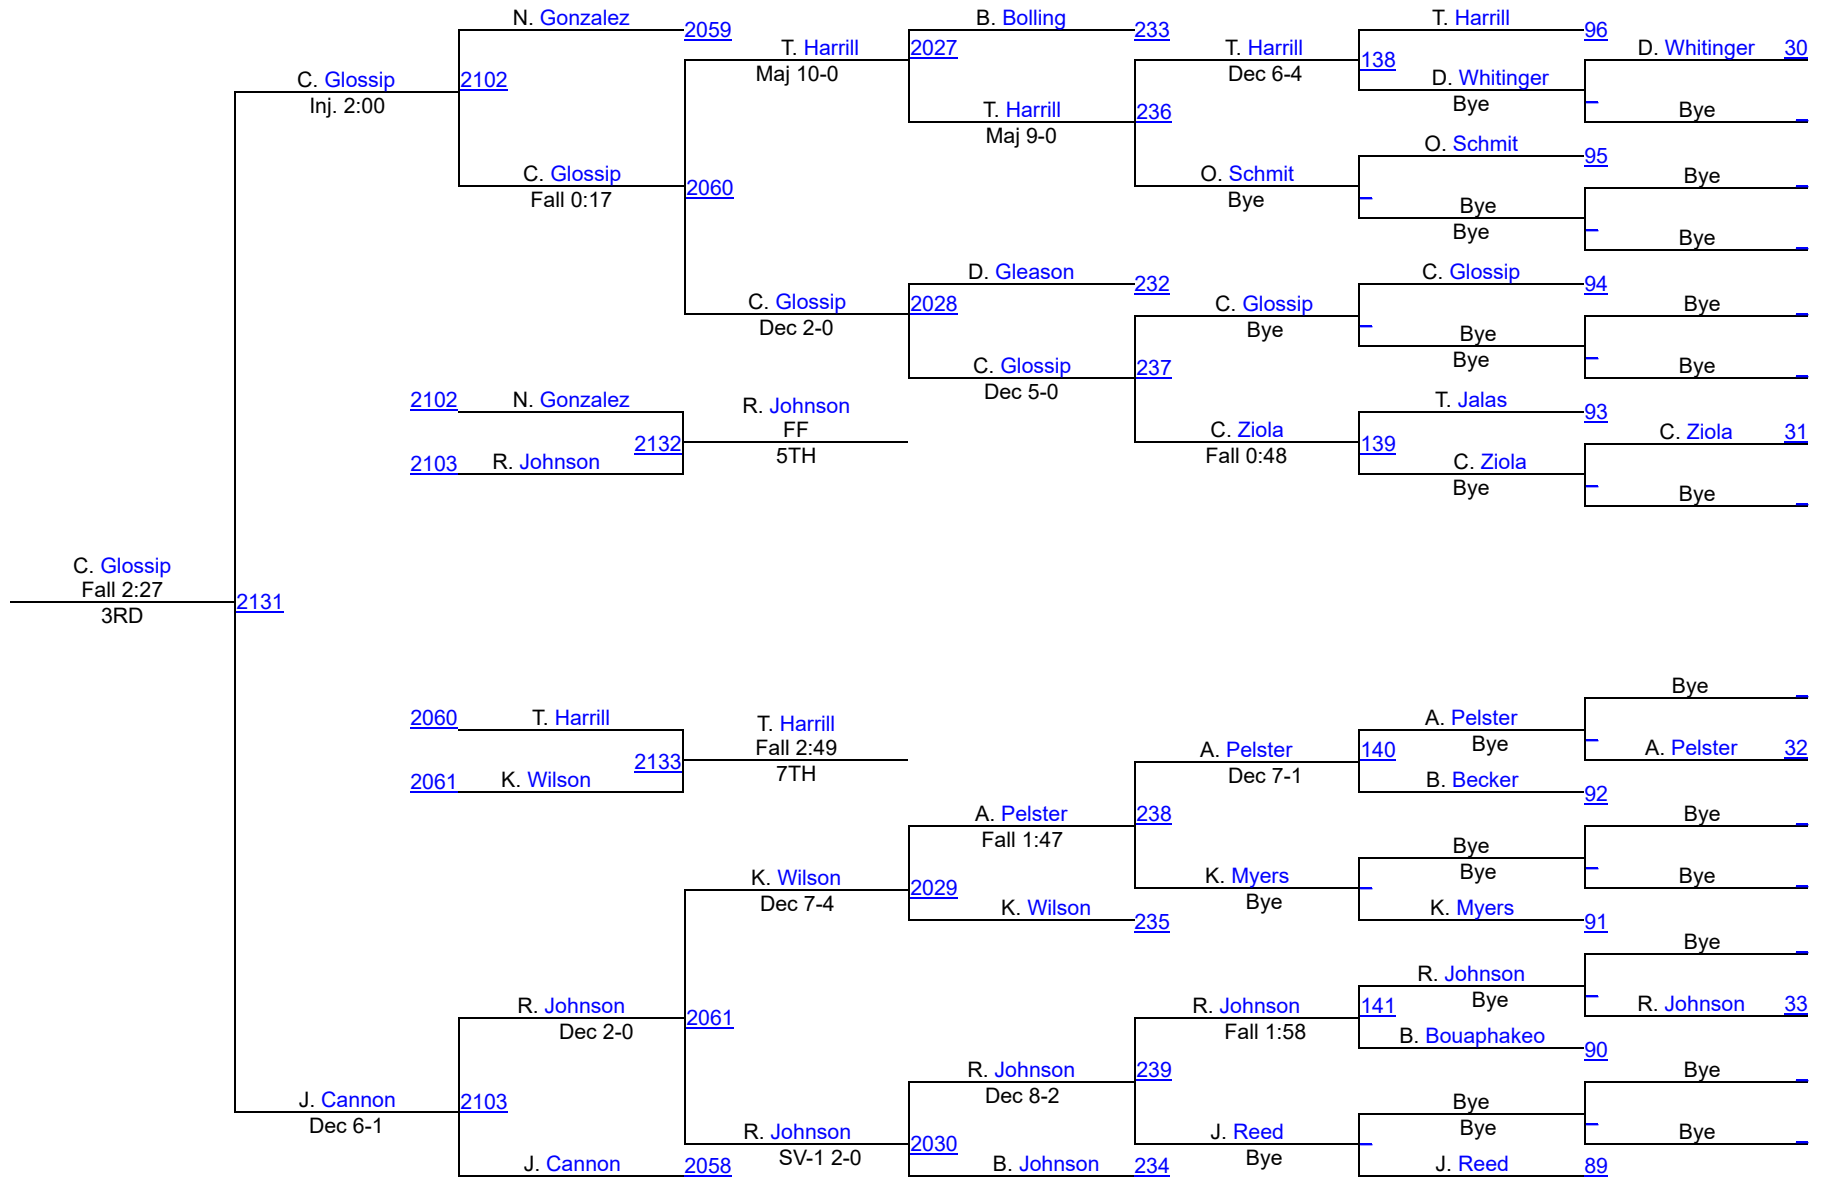 N. Gonzalez
2059
B. Bolling
233
T. Harrill
96
T. Harrill
Maj 10-0
2027
T. Harrill
Dec 6-4
138
D. Whitinger 30
C. Glossip
Inj. 2:00
2102
D. Whitinger
Bye
Bye
T. Harrill
Maj 9-0
236
O. Schmit
95
C. Glossip
Fall 0:17
2060
O. Schmit
Bye
Bye
Bye
Bye
Bye
D. Gleason
232
C. Glossip
94
C. Glossip
Dec 2-0
2028
C. Glossip
Bye
Bye
Bye
Bye
C. Glossip
Dec 5-0
237
Bye
2102 N. Gonzalez
R. Johnson
FF
5TH
2132
2103 R. Johnson
T. Jalas
93
C. Ziola
Fall 0:48
139
C. Ziola 31
C. Ziola
Bye
Bye
C. Glossip
Fall 2:27
3RD
2131
Bye
2060 T. Harrill
T. Harrill
Fall 2:49
7TH
2133
2061 K. Wilson
A. Pelster
Bye
A. Pelster
Dec 7-1
140
A. Pelster 32
B. Becker
92
A. Pelster
Fall 1:47
238
Bye
Bye
Bye
K. Wilson
Dec 7-4
2029
K. Myers
Bye
Bye
K. Wilson
235
K. Myers
91
Bye
R. Johnson
Bye
R. Johnson
Dec 2-0
2061
R. Johnson
Fall 1:58
141
R. Johnson 33
B. Bouaphakeo
90
R. Johnson
Dec 8-2
239
Bye
J. Cannon
Dec 6-1
2103
Bye
Bye
R. Johnson
SV-1 2-0
2030
J. Reed
Bye
Bye
J. Cannon
2058
B. Johnson
234
J. Reed
89